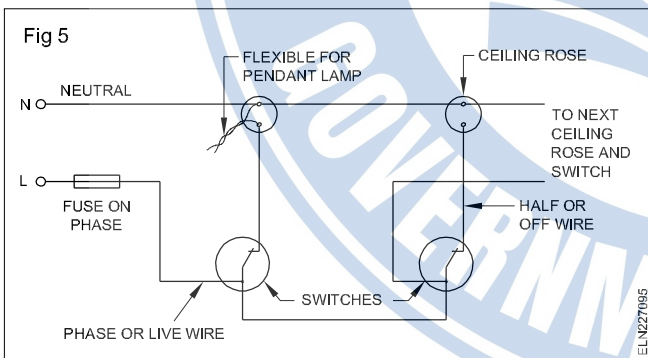 Fig 5
FLEXIBLE FOR
PENDANT LAMP
CEILING ROSE
N
NEUTRAL
TO NEXT
CEILING
ROSE AND
SWITCH
L
FUSE ON
PHASE
HALF OR
OFF WIRE
SWITCHES
PHASE OR LIVE WIRE
ELN227095
GOVERNM